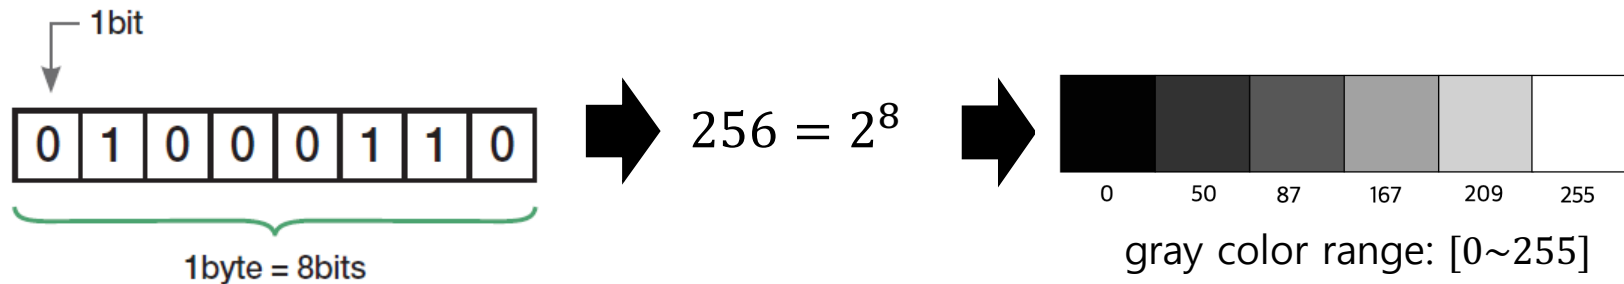 1bit
0 1 0 0 0 1 1 0
1byte = 8bits
256 = 2⁸
0 50 87 167 209 255
gray color range: [0~255]